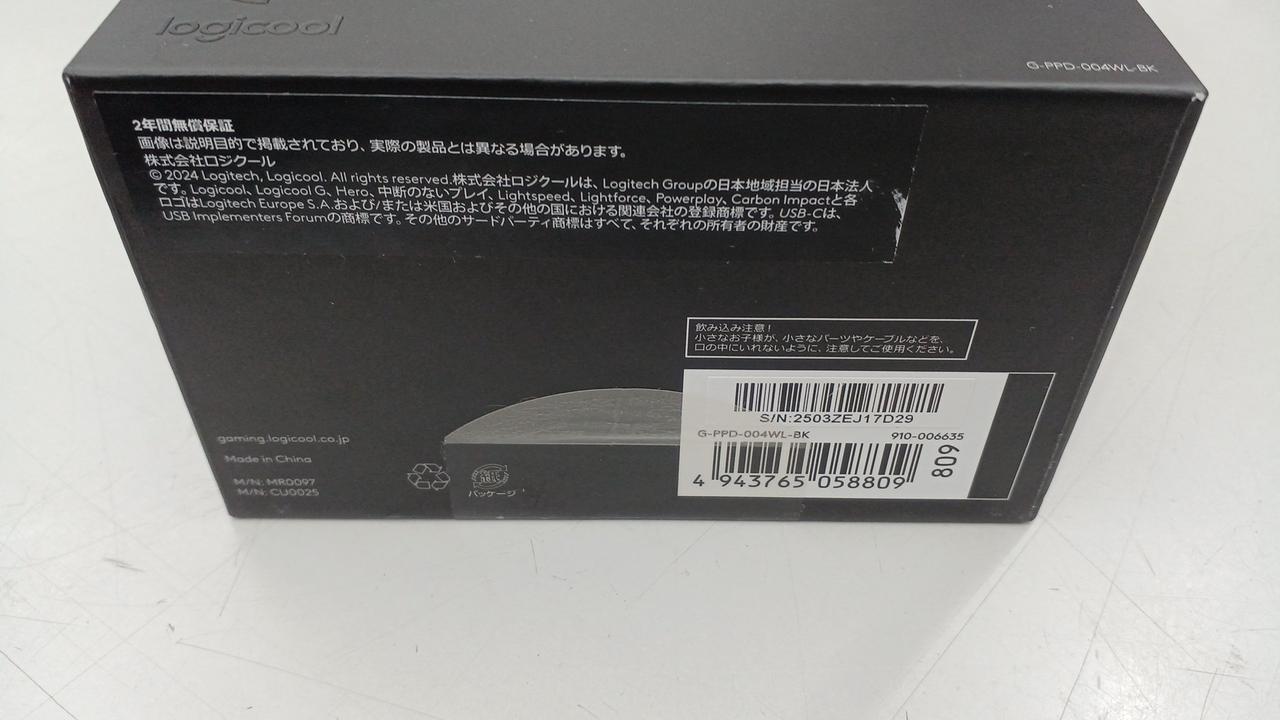 logicool
G-PPD-004WL-BK
2年間無償保証
画像は説明目的で掲載されており、実際の製品とは異なる場合があります。
株式会社ロジクール
© 2024 Logitech, Logicool. All rights reserved.株式会社ロジクールは、Logitech Groupの日本地域担当の日本法人
です。Logicool, Logicool G、Hero、中断のないプレイ、Lightspeed、Lightforce、Powerplay、Carbon Impactと各
ロゴはLogitech Europe S.A.および/または米国およびその他の国における関連会社の登録商標です。USB-Cは、
USB Implementers Forumの商標です。その他のサードパーティ商標はすべて、それぞれの所有者の財産です。
飲み込み注意！
小さなお子様が、小さなパーツやケーブルなどを、
口の中にいれないように、注意してご使用ください。
S/N:2503ZEJ17D29
G-PPD-004WL-BK 910-006635
4 943765 058809
809
gaming.logicool.co.jp
Made in China
M/N: MR0097
M/N: CU0025
パッケージ